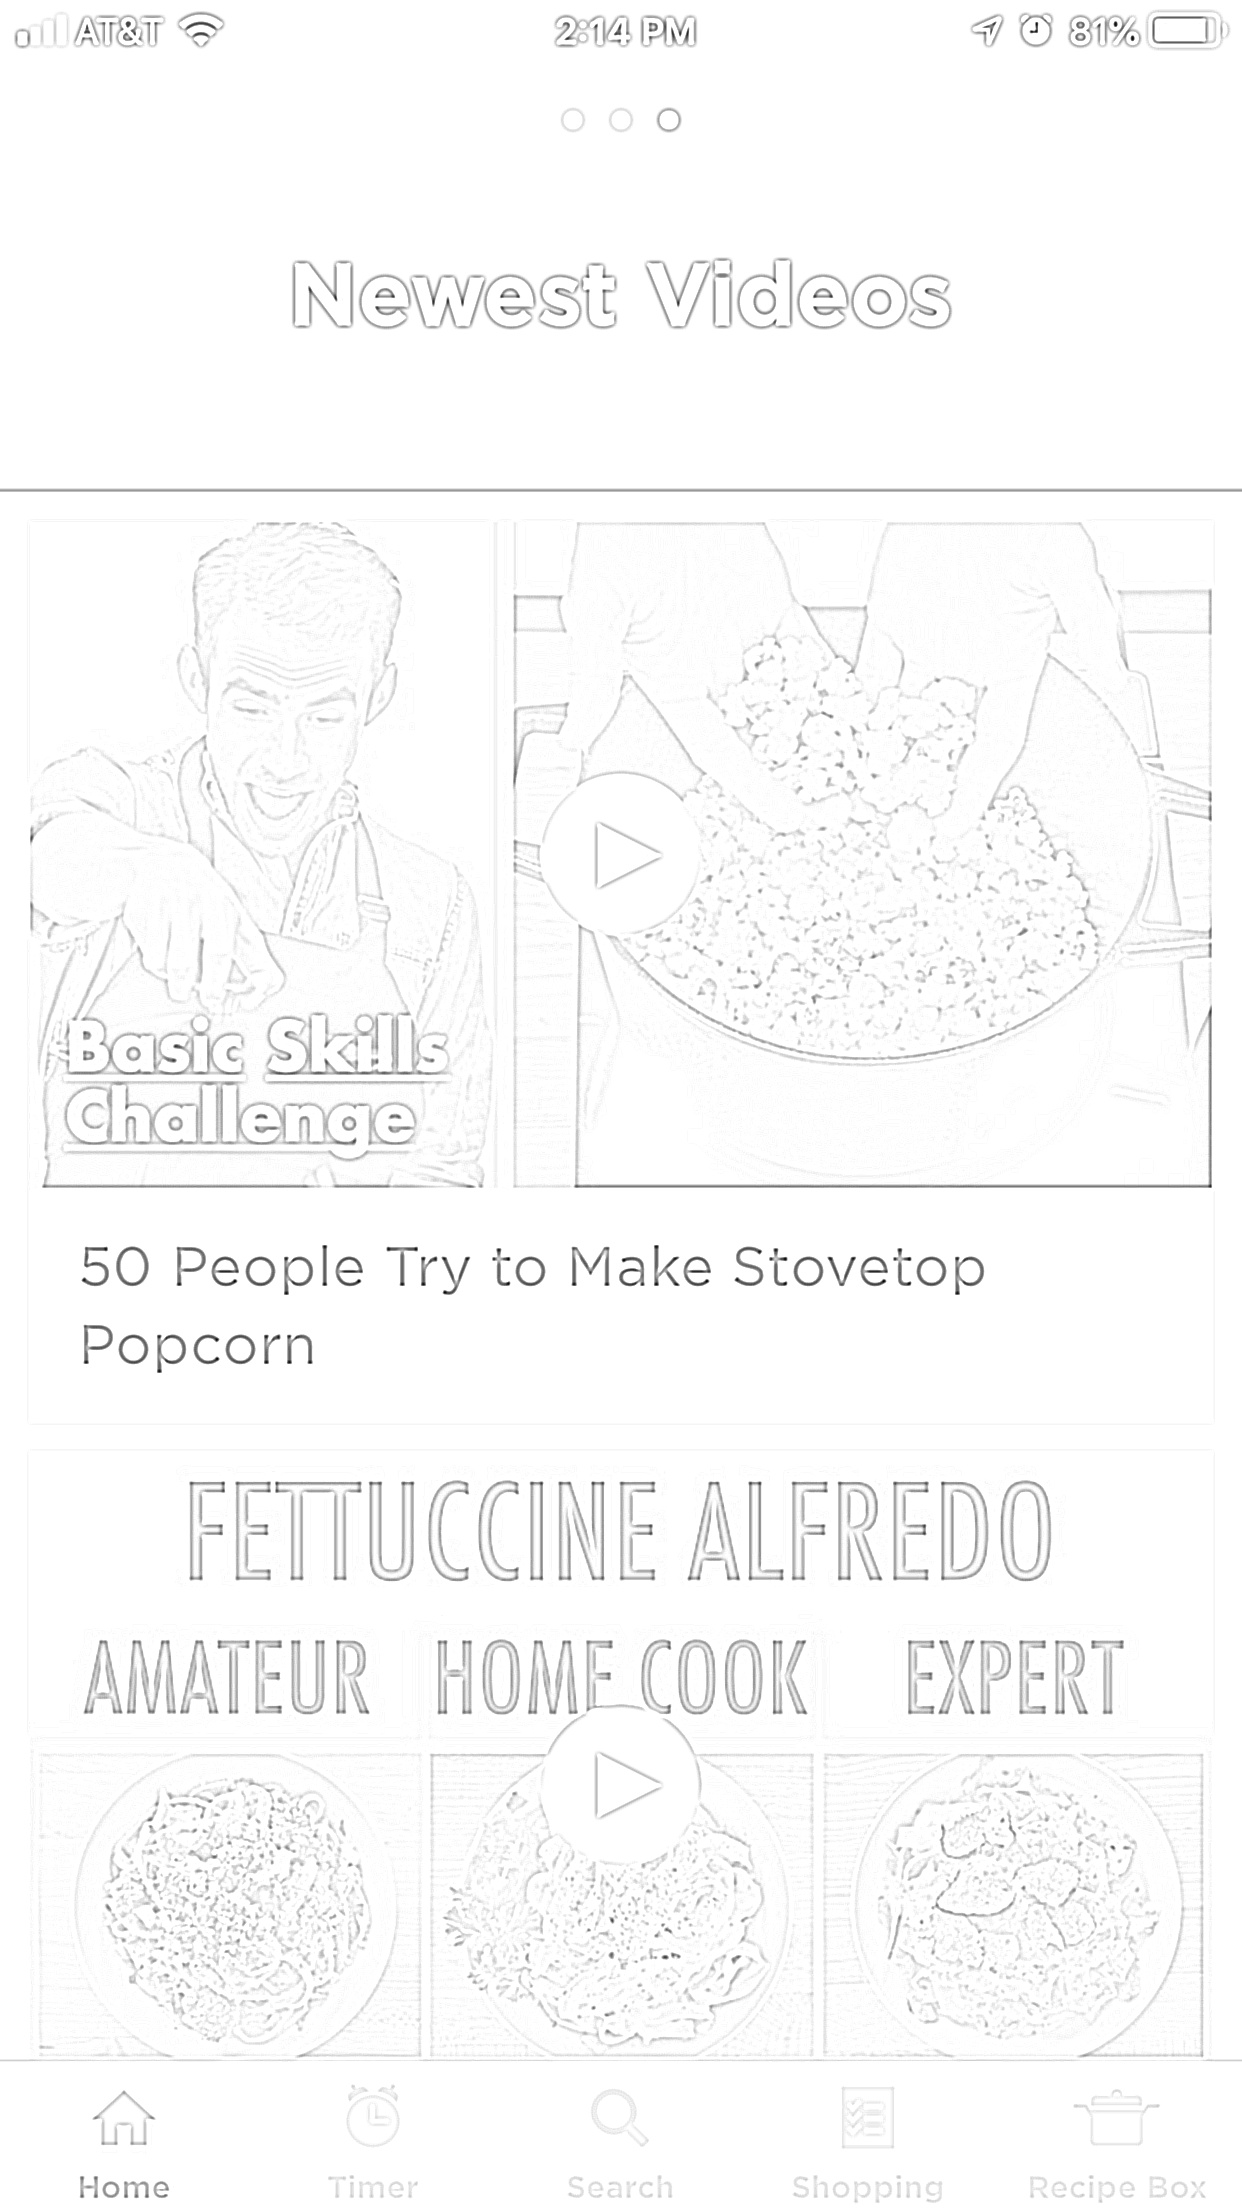 AT&T 2:14 PM 81%
Newest Videos
Basic Skills
Challenge
50 People Try to Make Stovetop
Popcorn
FETTUCCINE ALFREDO
AMATEUR HOME COOK EXPERT
Home Timer Search Shopping Recipe Box